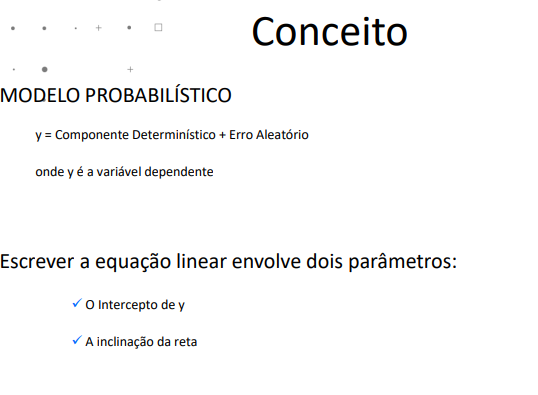 Conceito
MODELO PROBABILÍSTICO
y = Componente Determinístico + Erro Aleatório
onde y é a variável dependente
Escrever a equação linear envolve dois parâmetros:
✓ O Intercepto de y
✓ A inclinação da reta